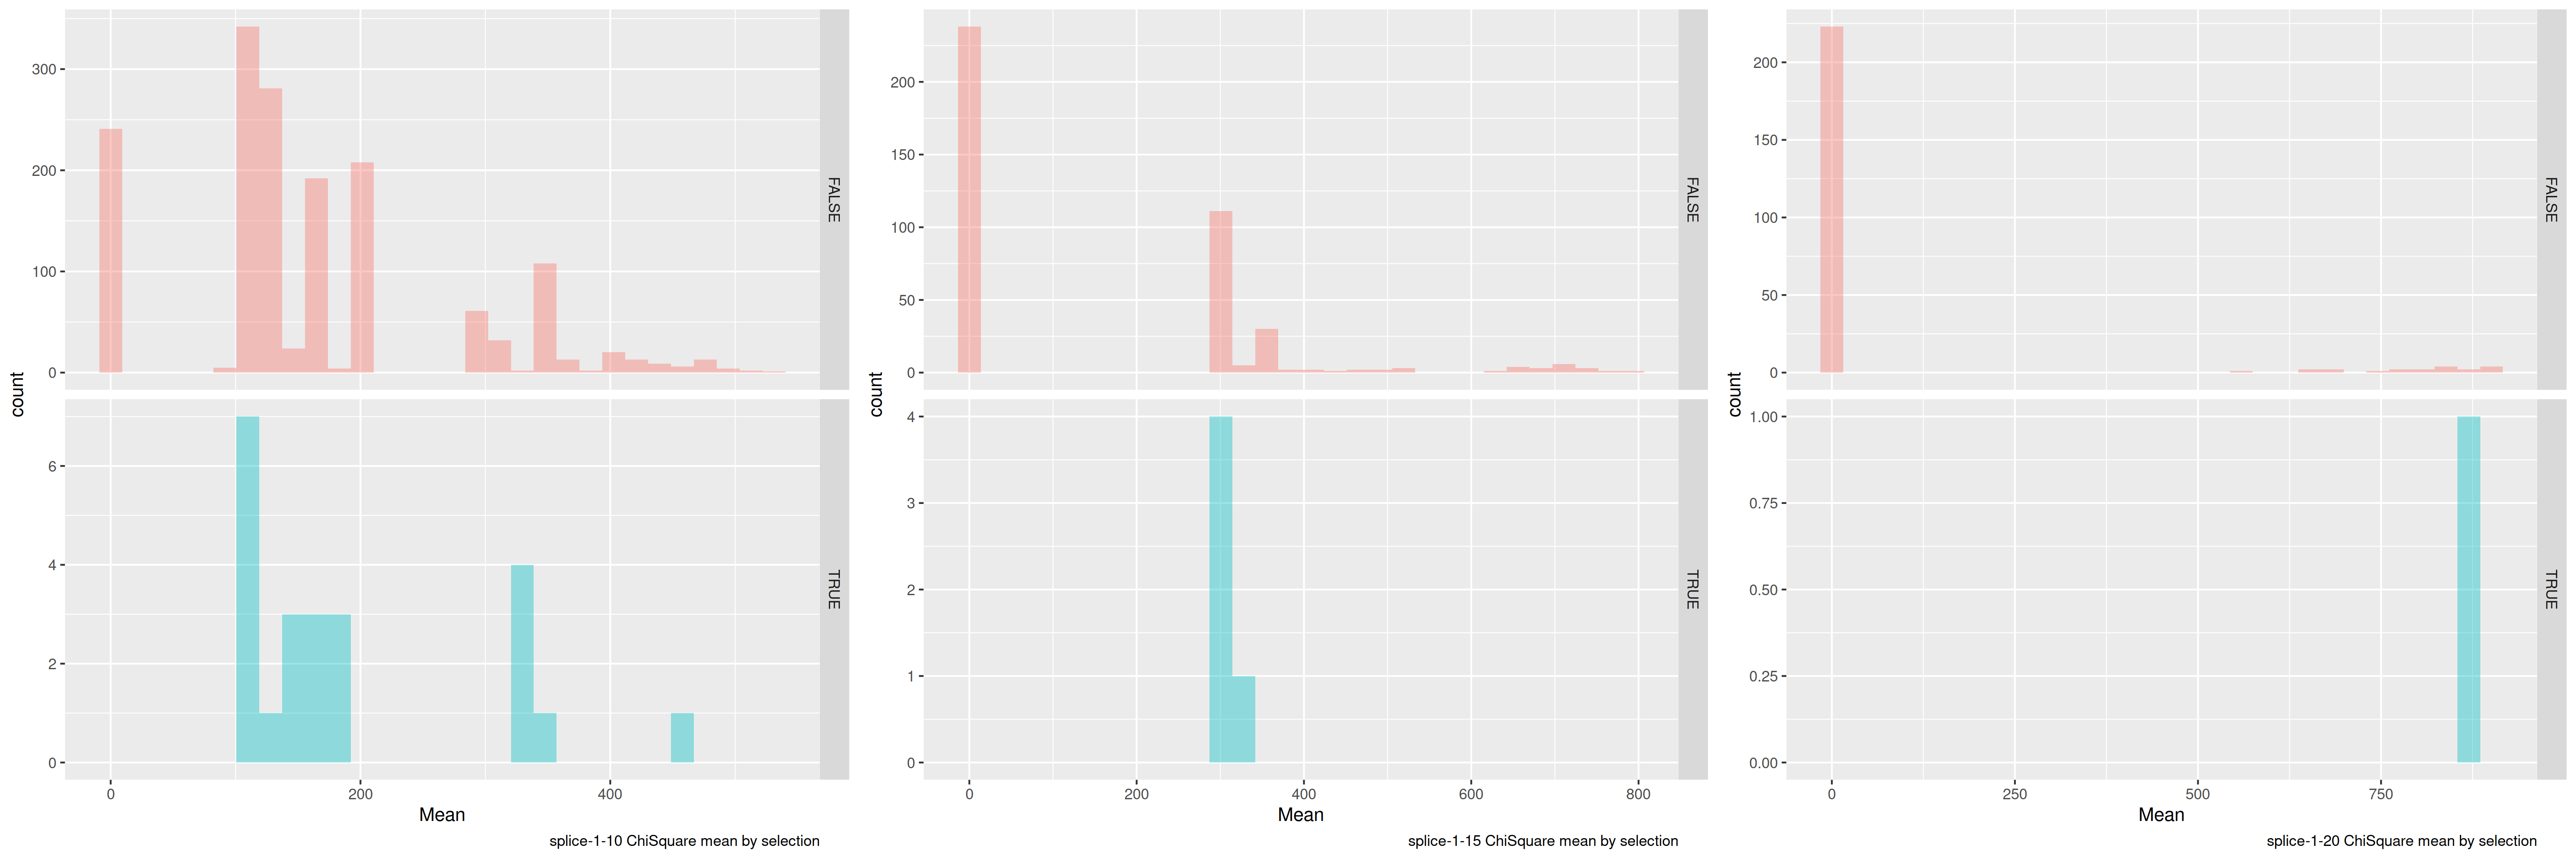 count
300
200
100
0
FALSE
6
4
2
0
TRUE
0 200 400
Mean
splice-1-10 ChiSquare mean by selection
count
200
150
100
50
0
FALSE
4
3
2
1
0
TRUE
0 200 400 600 800
Mean
splice-1-15 ChiSquare mean by selection
count
200
150
100
50
0
FALSE
1.00
0.75
0.50
0.25
0.00
TRUE
0 250 500 750
Mean
splice-1-20 ChiSquare mean by selection